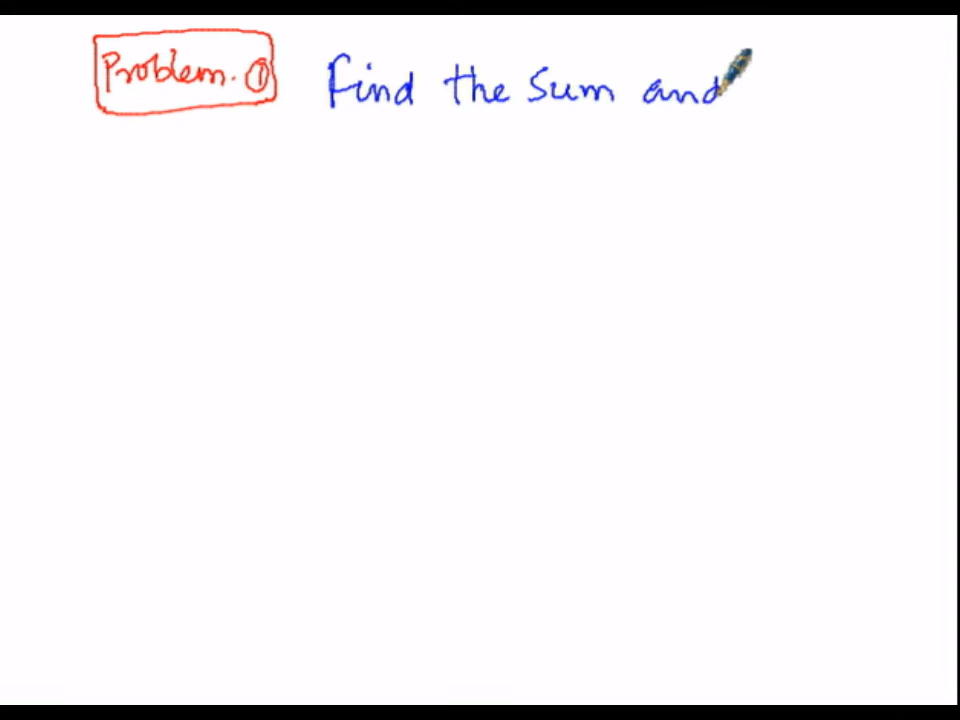 Problem. ① Find the Sum and